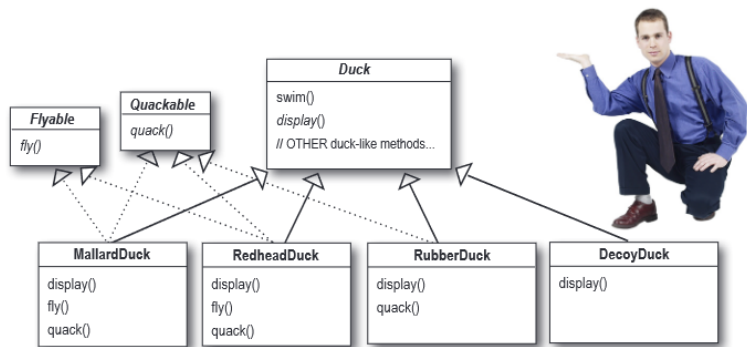 Duck
swim()
display()
// OTHER duck-like methods...
Flyable
fly()
Quackable
quack()
MallardDuck
display()
fly()
quack()
RedheadDuck
display()
fly()
quack()
RubberDuck
display()
quack()
DecoyDuck
display()